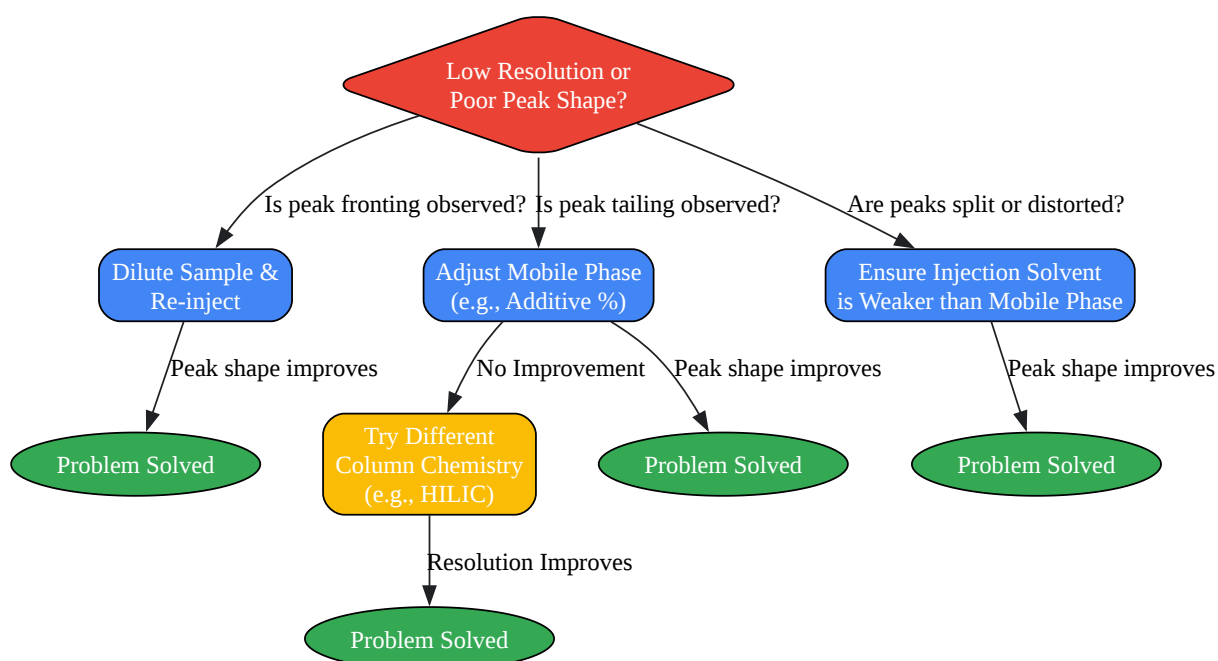 Low Resolution or
Poor Peak Shape?
Is peak fronting observed?
Is peak tailing observed?
Are peaks split or distorted?
Dilute Sample &
Re-inject
Adjust Mobile Phase
(e.g., Additive %)
Ensure Injection Solvent
is Weaker than Mobile Phase
Peak shape improves
No Improvement
Peak shape improves
Peak shape improves
Problem Solved
Try Different
Column Chemistry
(e.g., HILIC)
Problem Solved
Problem Solved
Resolution Improves
Problem Solved